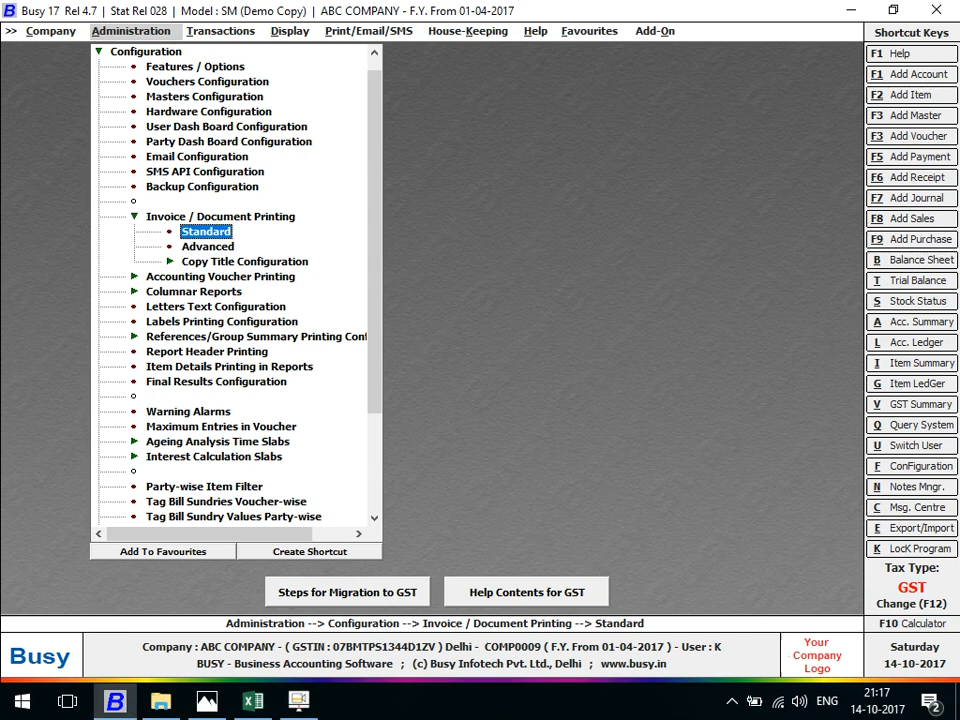 Busy 17 Rel 4.7 | Stat Rel 028 | Model : SM (Demo Copy) | ABC COMPANY - F.Y. From 01-04-2017
>> Company Administration Transactions Display Print/Email/SMS House-Keeping Help Favourites Add-On
Configuration
Features / Options
Vouchers Configuration
Masters Configuration
Hardware Configuration
User Dash Board Configuration
Party Dash Board Configuration
Email Configuration
SMS API Configuration
Backup Configuration
Invoice / Document Printing
Standard
Advanced
Copy Title Configuration
Accounting Voucher Printing
Columnar Reports
Letters Text Configuration
Labels Printing Configuration
References/Group Summary Printing Conf
Report Header Printing
Item Details Printing in Reports
Final Results Configuration
Warning Alarms
Maximum Entries in Voucher
Ageing Analysis Time Slabs
Interest Calculation Slabs
Party-wise Item Filter
Tag Bill Sundries Voucher-wise
Tag Bill Sundry Values Party-wise
Add To Favourites Create Shortcut
Steps for Migration to GST Help Contents for GST
Shortcut Keys
F1 Help
F1 Add Account
F2 Add Item
F3 Add Master
F3 Add Voucher
F5 Add Payment
F6 Add Receipt
F7 Add Journal
F8 Add Sales
F9 Add Purchase
B Balance Sheet
T Trial Balance
S Stock Status
A Acc. Summary
L Acc. Ledger
I Item Summary
G Item LedGer
V GST Summary
Q Query System
U Switch User
F ConFiguration
N Notes Mngr.
C Msg. Centre
E Export/Import
K LocK Program
Tax Type:
GST
Change (F12)
F10 Calculator
Administration --> Configuration --> Invoice / Document Printing --> Standard
Busy
Company : ABC COMPANY - ( GSTIN : 07BMTPS1344D1ZV ) Delhi - COMP0009 ( F.Y. From 01-04-2017 ) - User : K
BUSY - Business Accounting Software ; (c) Busy Infotech Pvt. Ltd., Delhi ; www.busy.in
Your
Company
Logo
Saturday
14-10-2017
ENG
21:17
14-10-2017
2